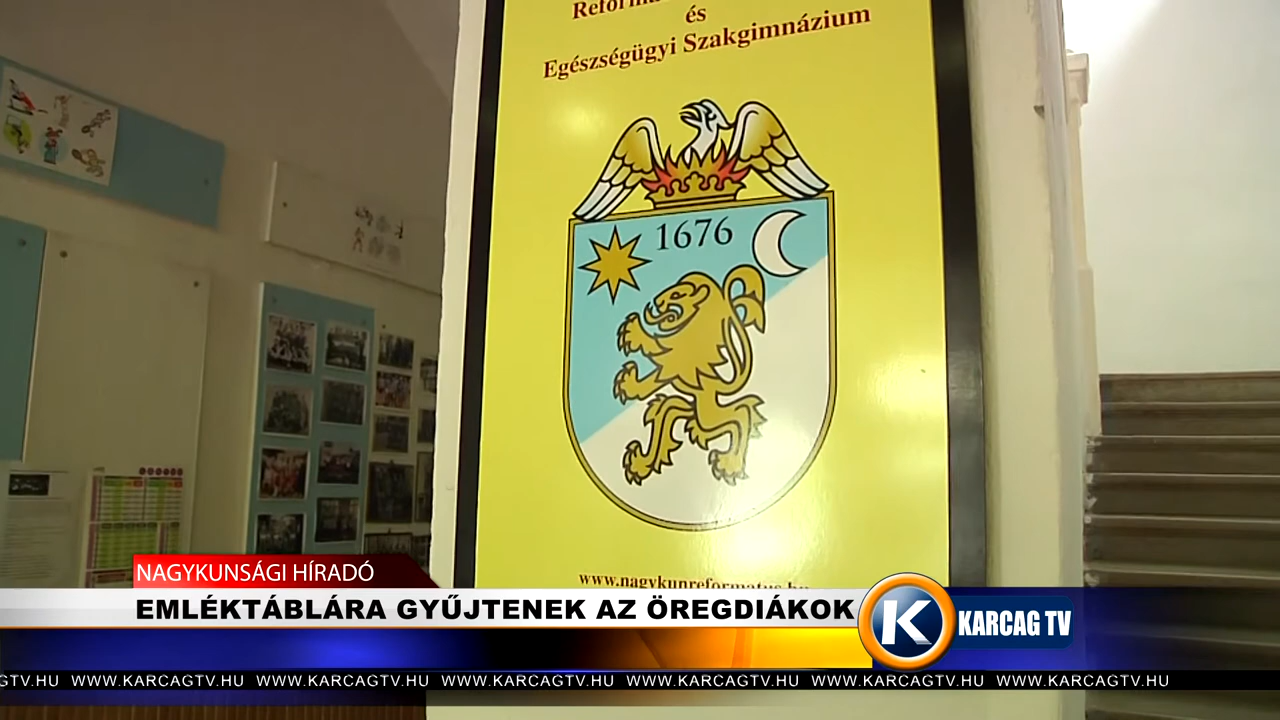 és
Egészségügyi Szakgimnázium
1676
NAGYKUNSÁGI HÍRADÓ
EMLÉKTÁBLÁRA GYŰJTENEK AZ ÖREGDIÁKOK
K KARCAG TV
WWW.KARCAGTV.HU WWW.KARCAGTV.HU WWW.KARCAGTV.HU WWW.KARCAGTV.HU WWW.KARCAGTV.HU WWW.KARCAGTV.HU